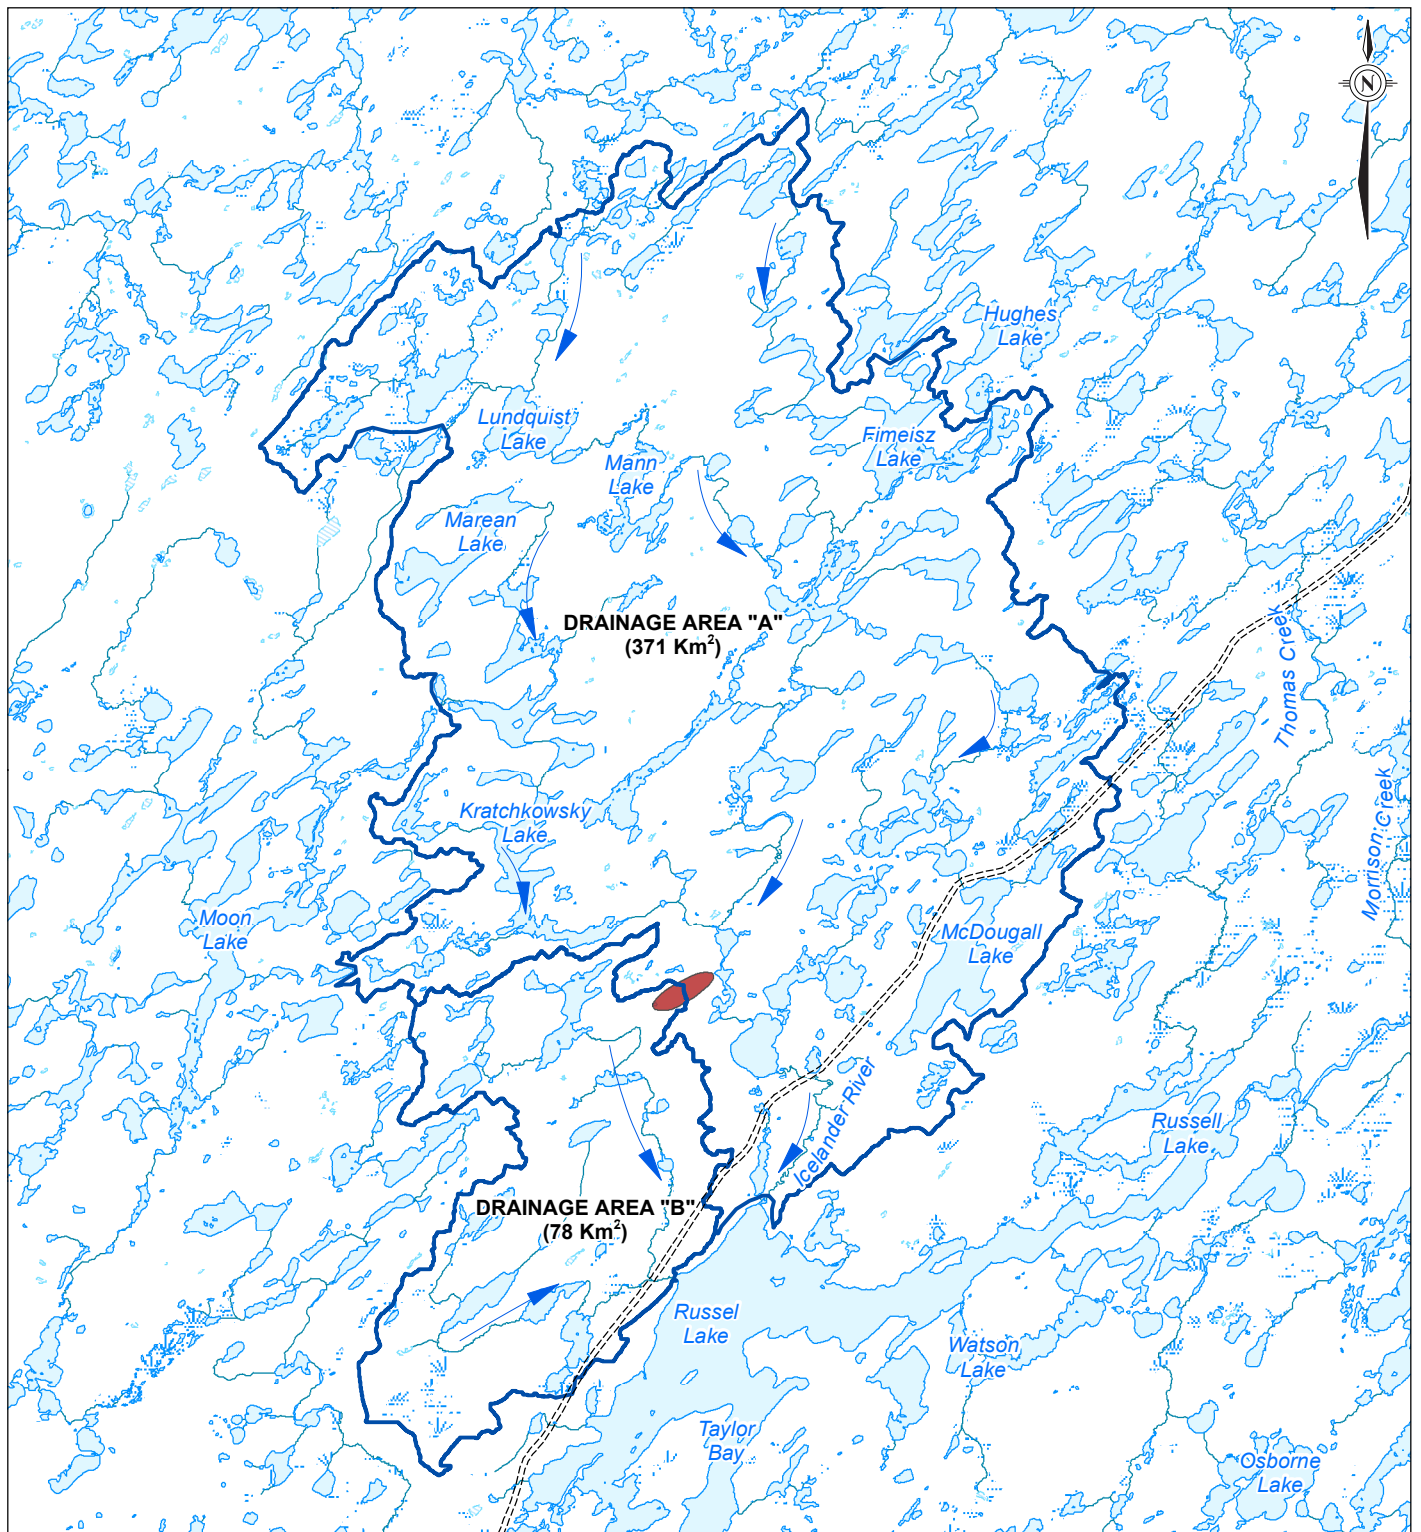 N
Hughes
Lake
Lundquist
Lake
Fimeisz
Lake
Mann
Lake
Marean
Lake
DRAINAGE AREA "A"
(371 Km²)
Thomas Creek
Morrison Creek
Kratchkowsky
Lake
Moon
Lake
McDougall
Lake
Icelander River
Russell
Lake
DRAINAGE AREA "B"
(78 Km²)
Russel
Lake
Watson
Lake
Taylor
Bay
Osborne
Lake